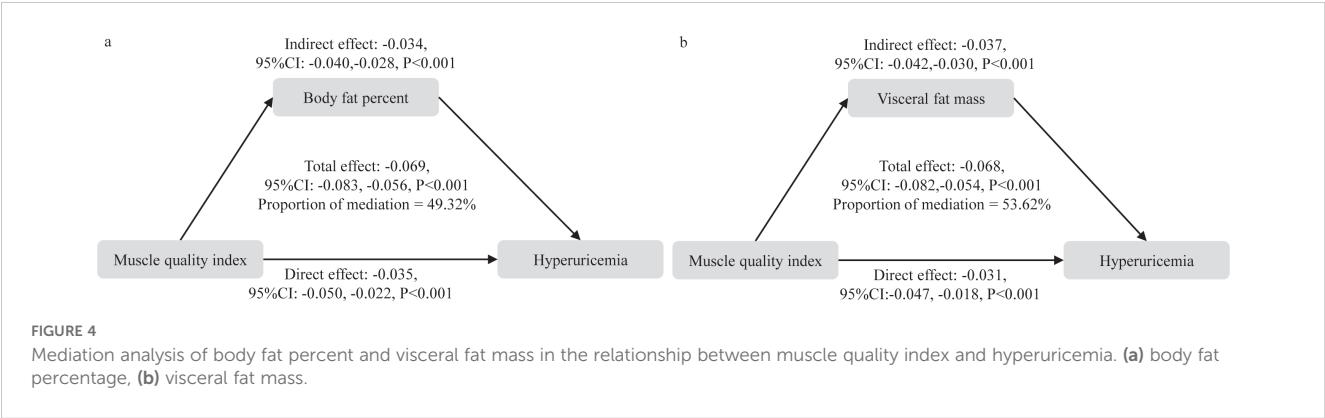 a
Indirect effect: -0.034,
95%CI: -0.040,-0.028, P<0.001
Body fat percent
Total effect: -0.069,
95%CI: -0.083, -0.056, P<0.001
Proportion of mediation = 49.32%
Muscle quality index
Hyperuricemia
Direct effect: -0.035,
95%CI: -0.050, -0.022, P<0.001
b
Indirect effect: -0.037,
95%CI: -0.042,-0.030, P<0.001
Visceral fat mass
Total effect: -0.068,
95%CI: -0.082,-0.054, P<0.001
Proportion of mediation = 53.62%
Muscle quality index
Hyperuricemia
Direct effect: -0.031,
95%CI:-0.047, -0.018, P<0.001
FIGURE 4
Mediation analysis of body fat percent and visceral fat mass in the relationship between muscle quality index and hyperuricemia. (a) body fat
percentage, (b) visceral fat mass.